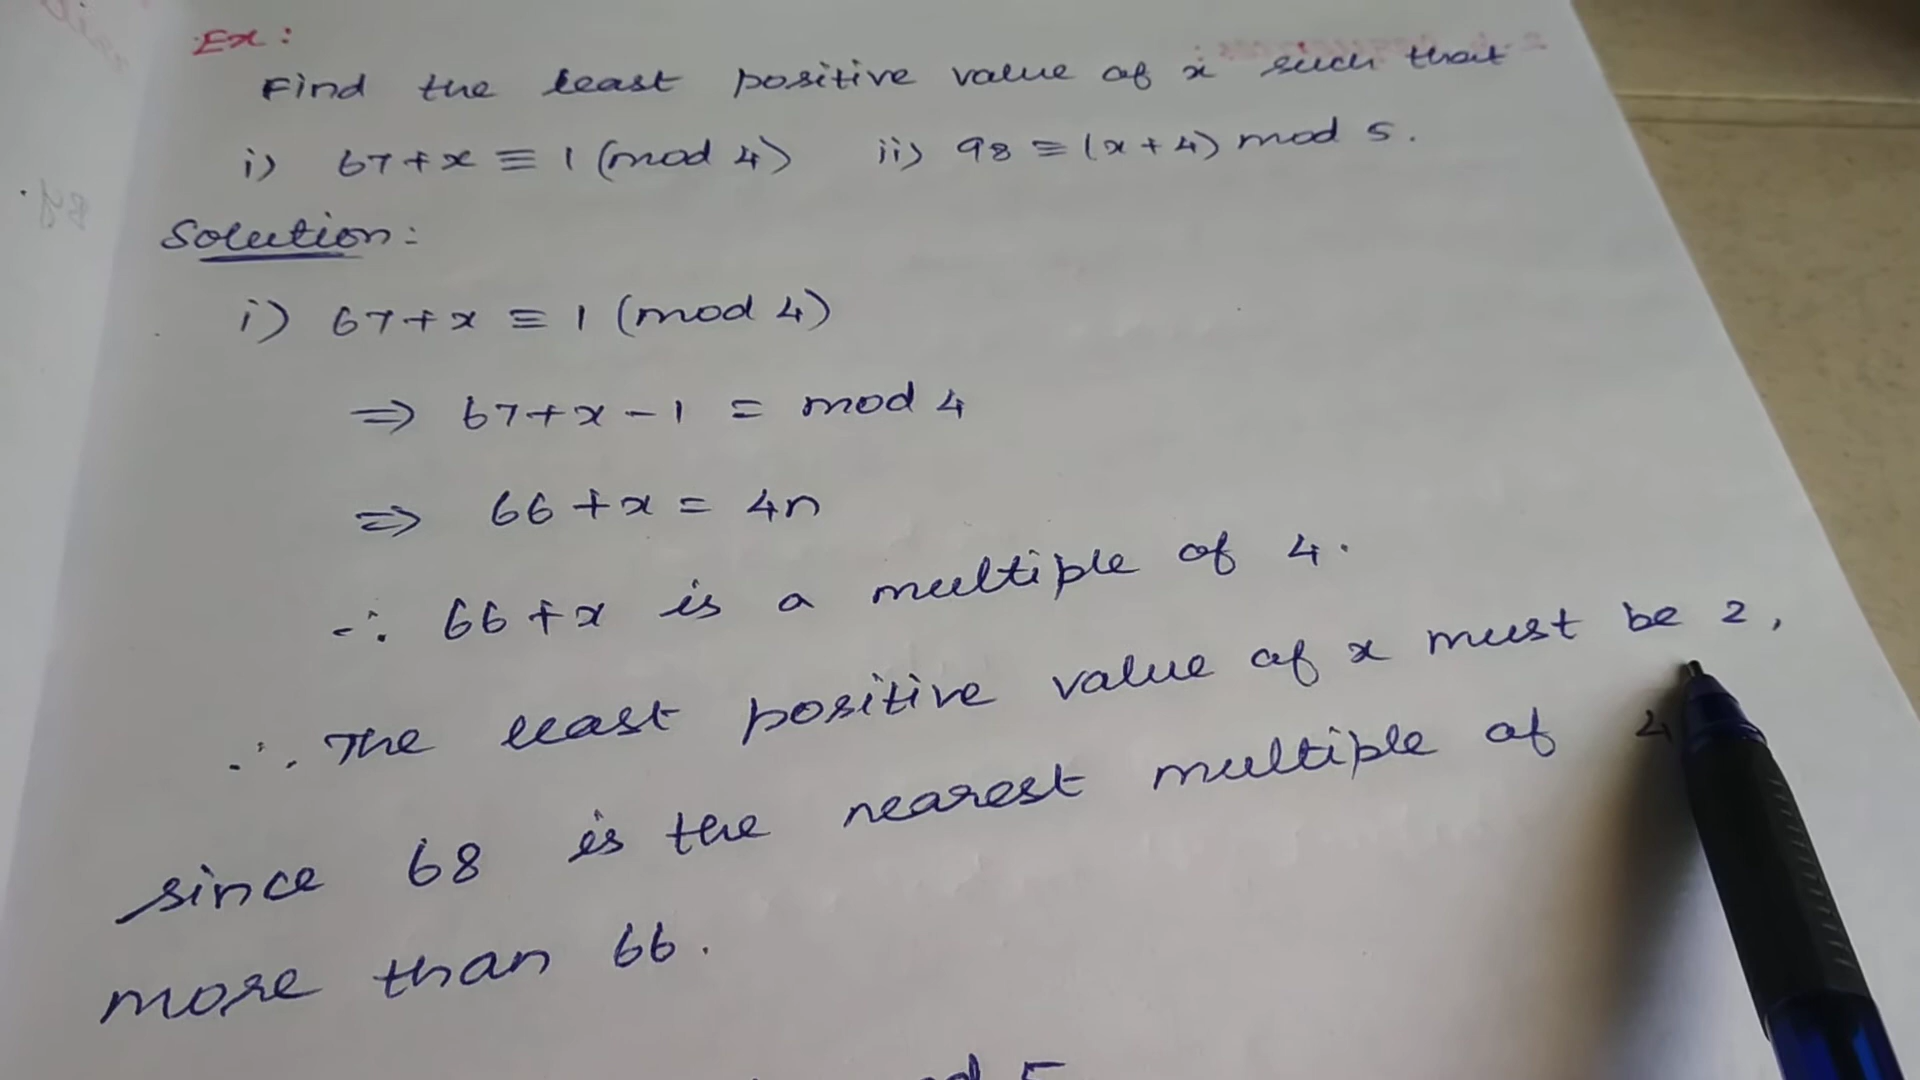 Ex:
Find the least positive value of x such that
i) 67+x ≡ 1 (mod 4) ii) 98 ≡ (x+4) mod 5.
Solution:
i) 67+x ≡ 1 (mod 4)
⇒ 67+x-1 = mod 4
⇒ 66+x = 4n
∴ 66+x is a multiple of 4.
∴ The least positive value of x must be 2,
since 68 is the nearest multiple of 4
more than 66.